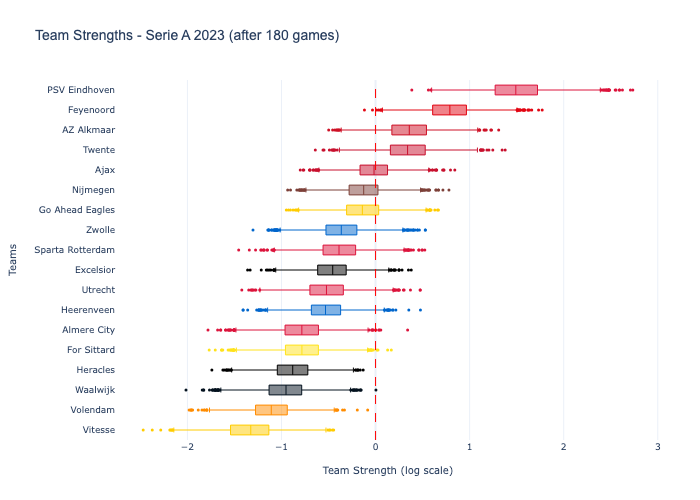 Team Strengths - Serie A 2023 (after 180 games)
PSV Eindhoven
Feyenoord
AZ Alkmaar
Twente
Ajax
Nijmegen
Go Ahead Eagles
Zwolle
Sparta Rotterdam
Excelsior
Utrecht
Heerenveen
Almere City
For Sittard
Heracles
Waalwijk
Volendam
Vitesse
Teams
−2 −1 0 1 2 3
Team Strength (log scale)